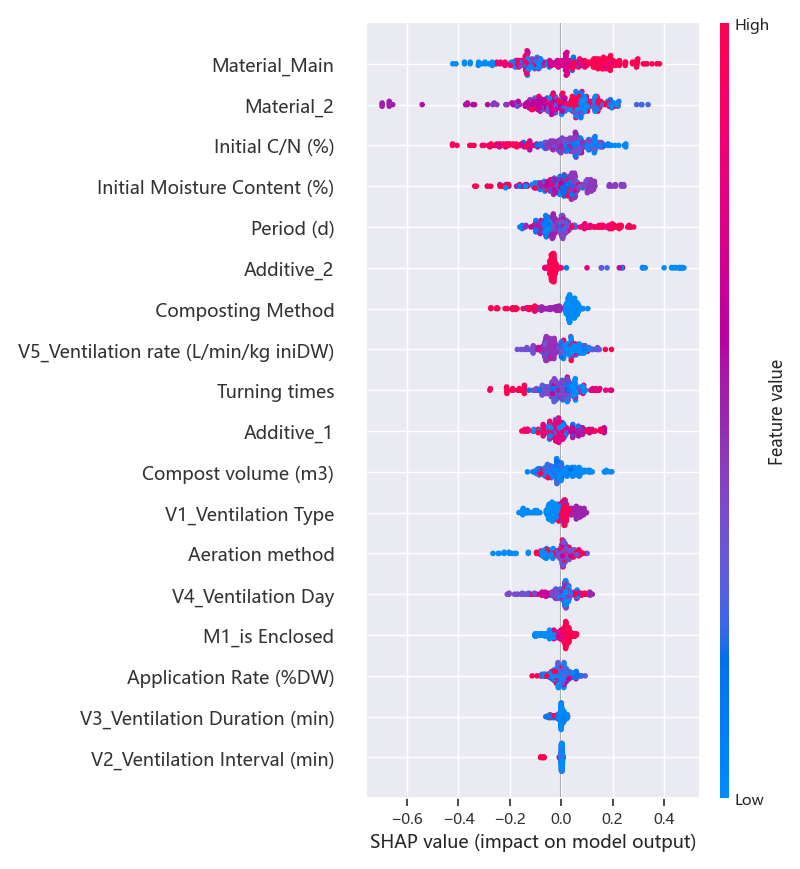 High
Material_Main
Material_2
Initial C/N (%)
Initial Moisture Content (%)
Period (d)
Additive_2
Composting Method
V5_Ventilation rate (L/min/kg iniDW)
Turning times
Additive_1
Compost volume (m3)
V1_Ventilation Type
Aeration method
V4_Ventilation Day
M1_is Enclosed
Application Rate (%DW)
V3_Ventilation Duration (min)
V2_Ventilation Interval (min)
Feature value
Low
−0.6 −0.4 −0.2 0.0 0.2 0.4
SHAP value (impact on model output)